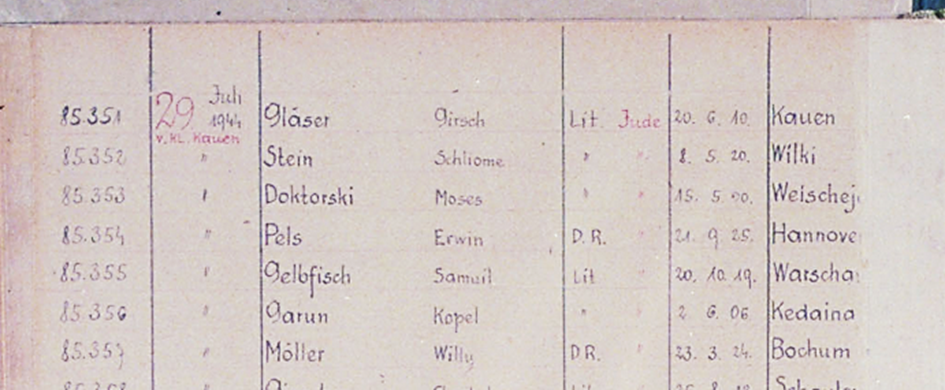 85.351 29 Juli 1944 v. KL. Kauen Gläser Girsch Lit. Jude 20. 6. 10. Kauen
85.352 " Stein Schliome " " 8. 5. 20. Wilki
85.353 " Doktorski Moses " " 15. 5. Weischej
85.354 " Pels Erwin D.R. " 21. 9. 25. Hannove
85.355 " Gelbfisch Samuil Lit " 20. 10. 19. Warscha
85.356 " Garun Kopel " " 2. 6. 06. Kedaina
85.357 " Möller Willy DR. " 23. 3. 24. Bochum